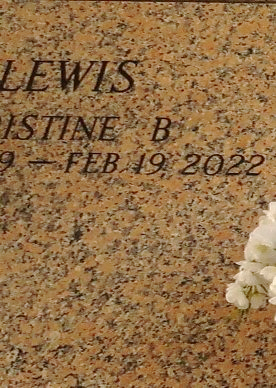 LEWIS
ISTINE B
9 — FEB 19, 2022